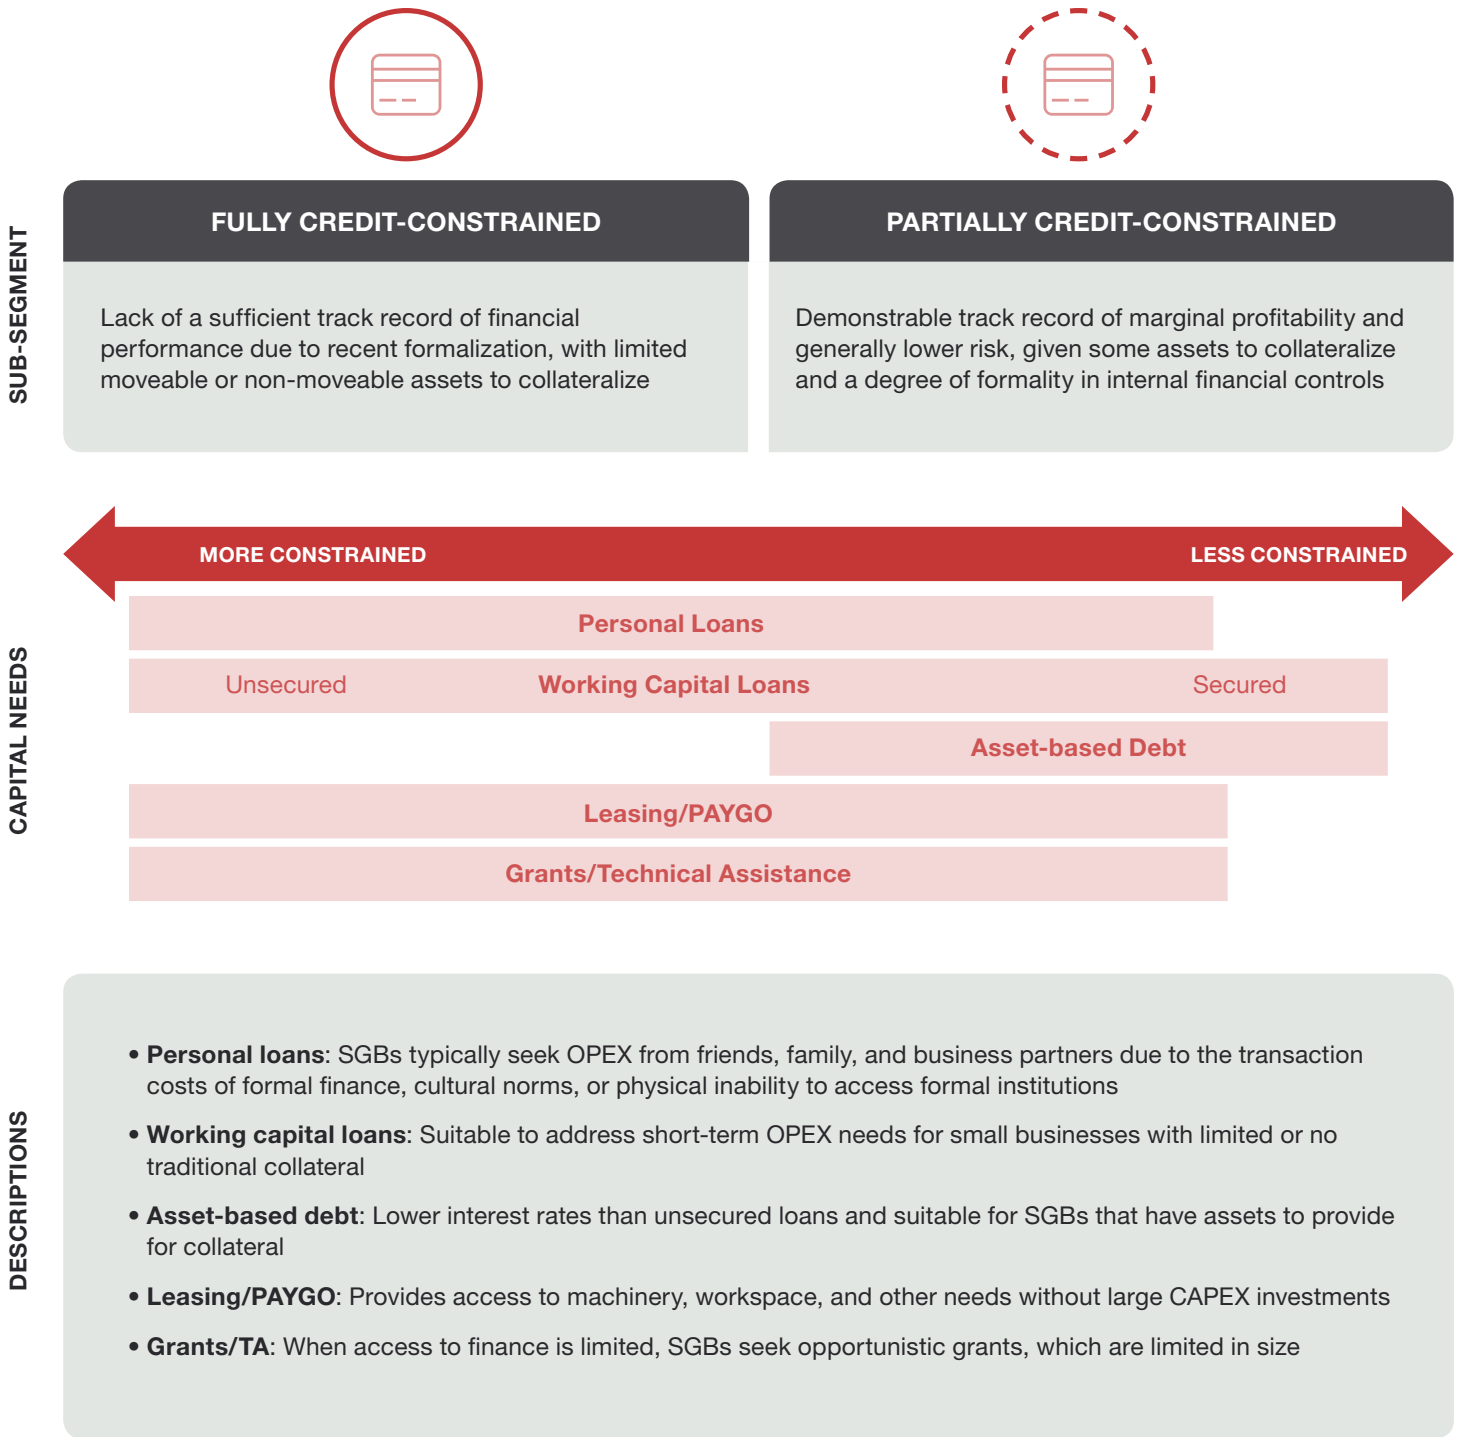 SUB-SEGMENT
FULLY CREDIT-CONSTRAINED
Lack of a sufficient track record of financial
performance due to recent formalization, with limited
moveable or non-moveable assets to collateralize
PARTIALLY CREDIT-CONSTRAINED
Demonstrable track record of marginal profitability and
generally lower risk, given some assets to collateralize
and a degree of formality in internal financial controls
CAPITAL NEEDS
MORE CONSTRAINED
LESS CONSTRAINED
Personal Loans
Unsecured
Working Capital Loans
Secured
Asset-based Debt
Leasing/PAYGO
Grants/Technical Assistance
DESCRIPTIONS
• Personal loans: SGBs typically seek OPEX from friends, family, and business partners due to the transaction
costs of formal finance, cultural norms, or physical inability to access formal institutions
• Working capital loans: Suitable to address short-term OPEX needs for small businesses with limited or no
traditional collateral
• Asset-based debt: Lower interest rates than unsecured loans and suitable for SGBs that have assets to provide
for collateral
• Leasing/PAYGO: Provides access to machinery, workspace, and other needs without large CAPEX investments
• Grants/TA: When access to finance is limited, SGBs seek opportunistic grants, which are limited in size